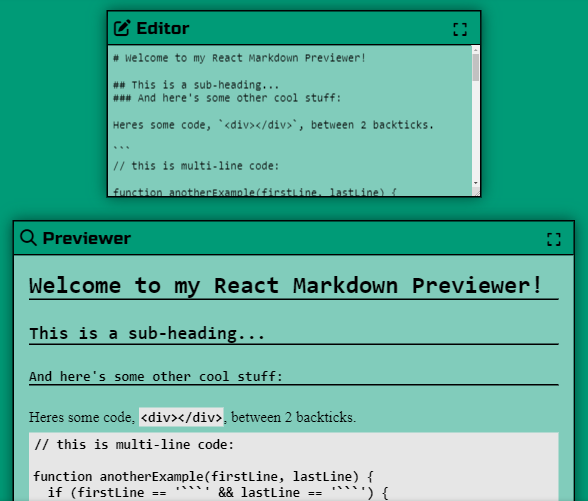 Editor
# Welcome to my React Markdown Previewer!
## This is a sub-heading...
### And here's some other cool stuff:
Heres some code, `<div></div>`, between 2 backticks.
```
// this is multi-line code:
function anotherExample(firstLine, lastLine) {
Previewer
Welcome to my React Markdown Previewer!
This is a sub-heading...
And here's some other cool stuff:
Heres some code, <div></div>, between 2 backticks.
// this is multi-line code:
function anotherExample(firstLine, lastLine) {
  if (firstLine == '```' && lastLine == '```') {